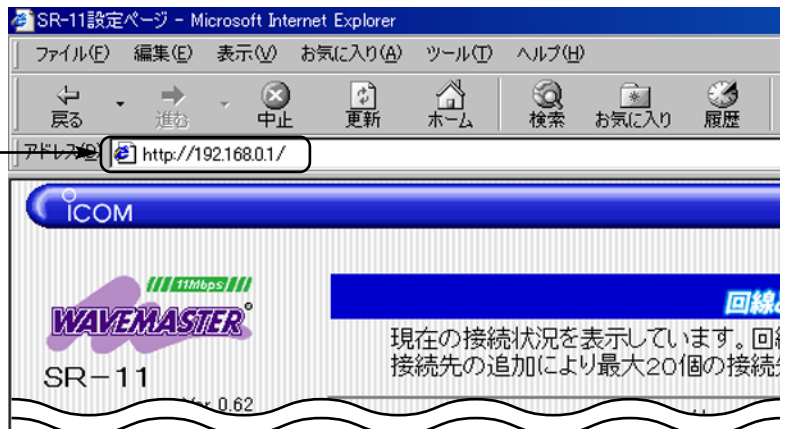 SR-11設定ページ - Microsoft Internet Explorer
ファイル(F) 編集(E) 表示(V) お気に入り(A) ツール(T) ヘルプ(H)
戻る 進む 中止 更新 ホーム 検索 お気に入り 履歴
アドレス(D) http://192.168.0.1/
ICOM
11Mbps
WAVEMASTER®
回線
現在の接続状況を表示しています。回
接続先の追加により最大20個の接続
SR-11
Ver 0.62